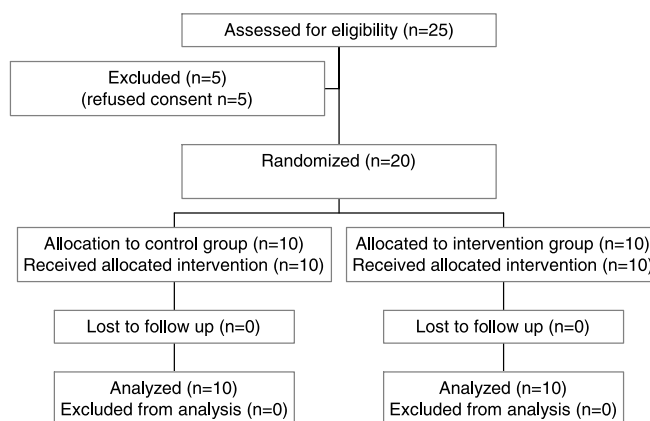 Assessed for eligibility (n=25)
Excluded (n=5)
(refused consent n=5)
Randomized (n=20)
Allocation to control group (n=10)
Received allocated intervention (n=10)
Allocated to intervention group (n=10)
Received allocated intervention (n=10)
Lost to follow up (n=0)
Lost to follow up (n=0)
Analyzed (n=10)
Excluded from analysis (n=0)
Analyzed (n=10)
Excluded from analysis (n=0)